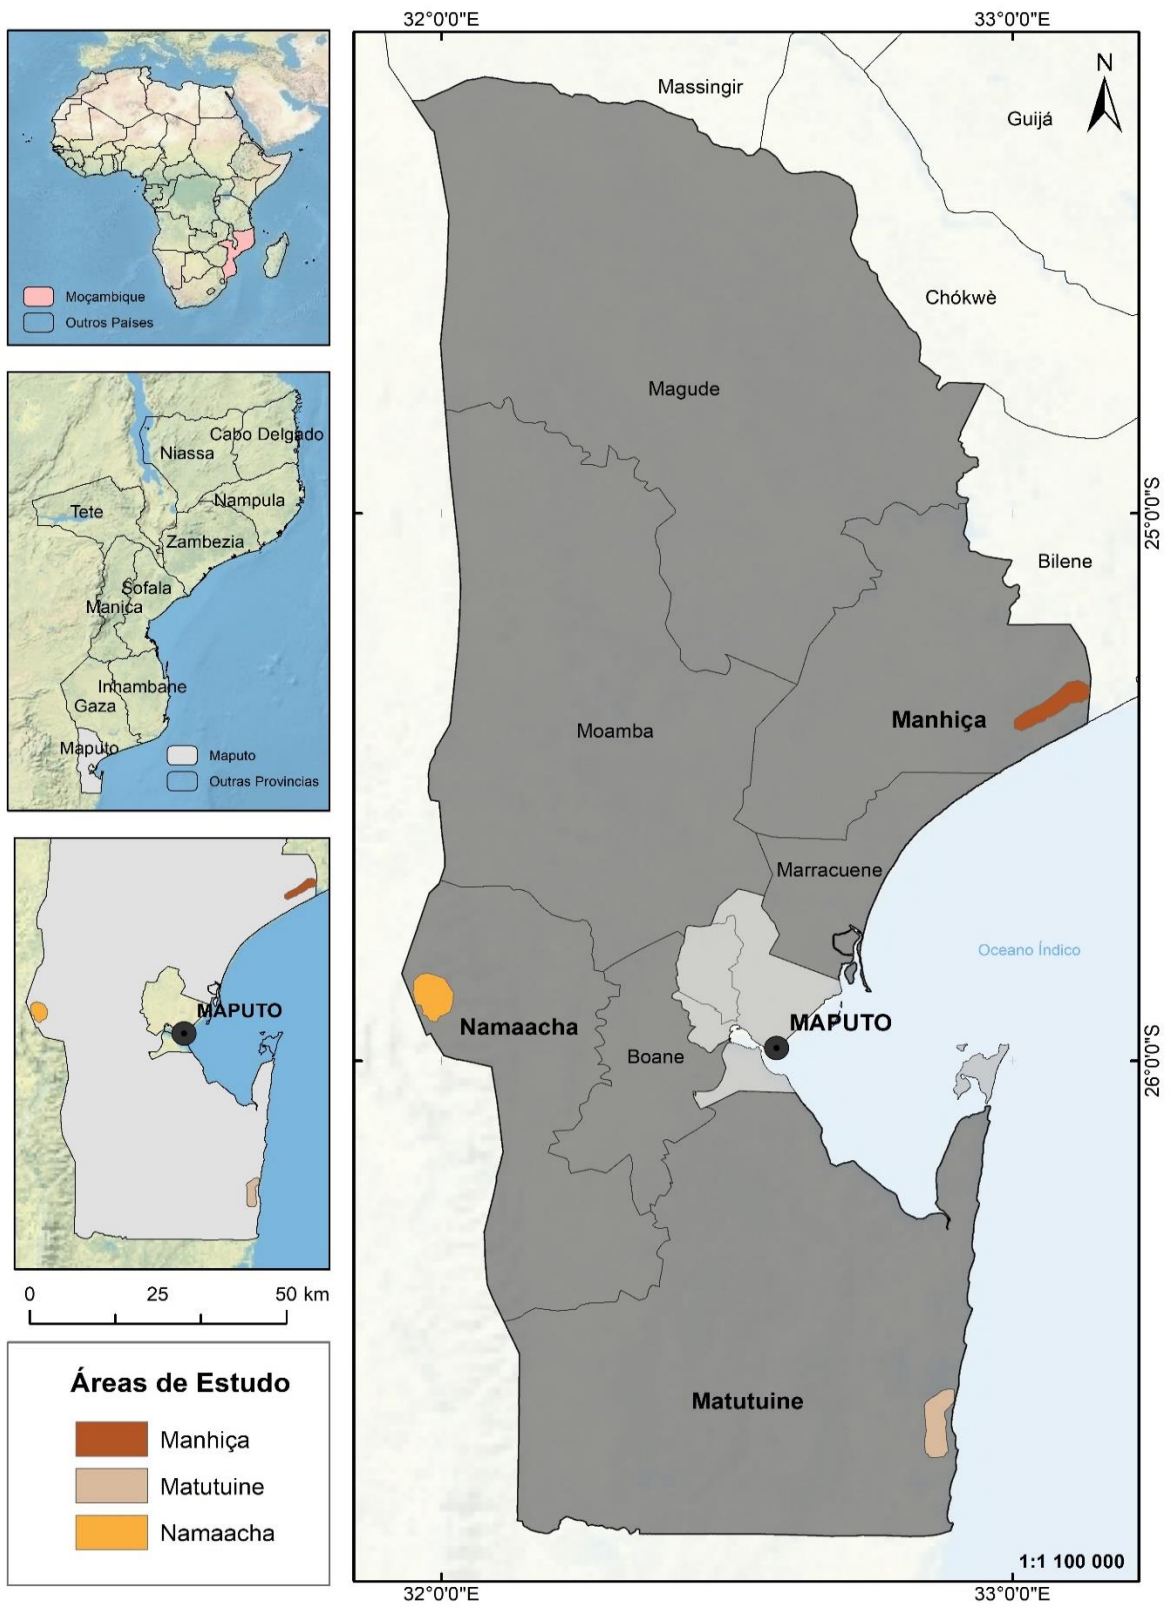 Moçambique
Outros Países
Cabo Delgado
Niassa
Nampula
Tete
Zambezia
Sofala
Manica
Inhambane
Gaza
Maputo
Maputo
Outras Provincias
MAPUTO
0 25 50 km
Áreas de Estudo
Manhiça
Matutuine
Namaacha
32°0'0"E 33°0'0"E
N
Massingir
Guijá
Chókwè
Magude
25°0'0"S
Bilene
Manhiça
Moamba
Marracuene
Oceano Índico
Namaacha
MAPUTO
Boane
26°0'0"S
Matutuine
1:1 100 000
32°0'0"E 33°0'0"E